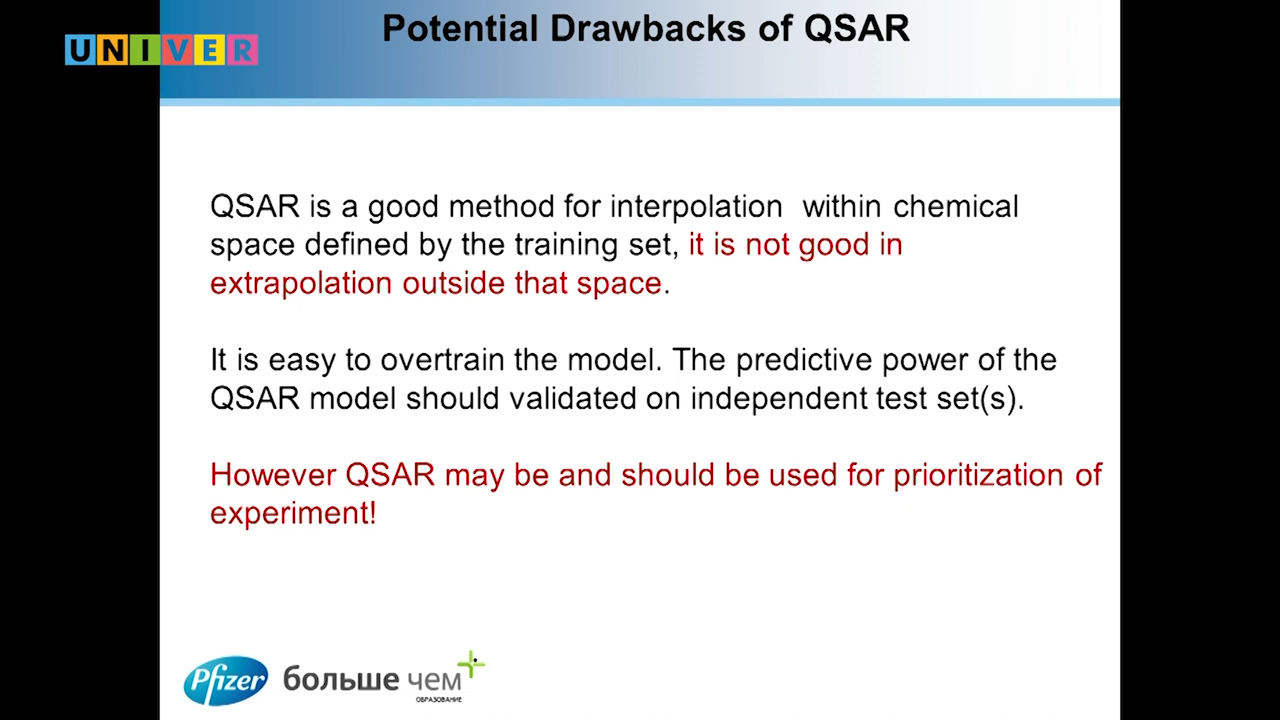 Potential Drawbacks of QSAR
UNIVER
QSAR is a good method for interpolation  within chemical
space defined by the training set, it is not good in
extrapolation outside that space.
It is easy to overtrain the model. The predictive power of the
QSAR model should validated on independent test set(s).
However QSAR may be and should be used for prioritization of
experiment!
Pfizer
больше чем
ОБРАЗОВАНИЕ